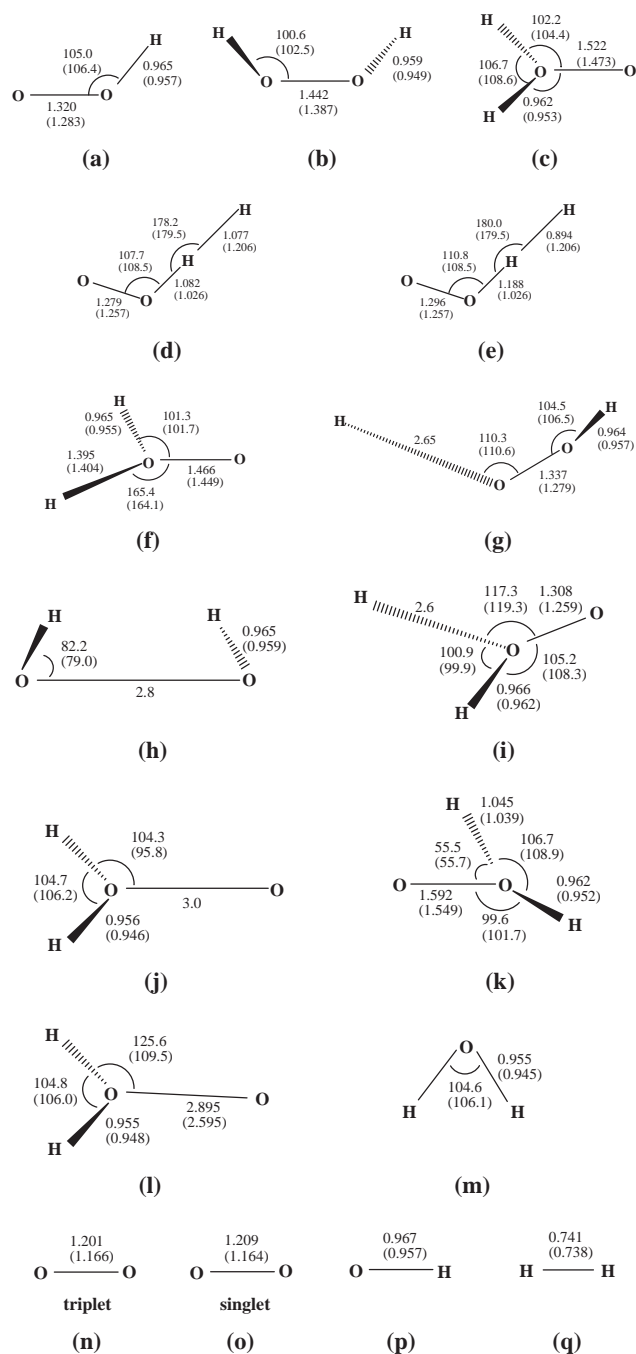 H
105.0
(106.4)
0.965
(0.957)
O O
1.320
(1.283)
(a)
H H
100.6
(102.5)
0.959
(0.949)
O O
1.442
(1.387)
(b)
H
102.2
(104.4)
1.522
(1.473)
106.7
(108.6)
O O
0.962
(0.953)
H
(c)
H
178.2
(179.5)
1.077
(1.206)
107.7
(108.5)
H
O
1.082
(1.026)
1.279
(1.257)
O
(d)
H
180.0
(179.5)
0.894
(1.206)
110.8
(108.5)
H
O
1.188
(1.026)
1.296
(1.257)
O
(e)
H
0.965
(0.955)
101.3
(101.7)
1.395
(1.404)
O O
1.466
(1.449)
165.4
(164.1)
H
(f)
H
104.5
(106.5)
H
0.964
(0.957)
2.65
110.3
(110.6)
O
1.337
(1.279)
O
(g)
H H
0.965
(0.959)
82.2
(79.0)
O O
2.8
(h)
H
2.6
117.3
(119.3)
1.308
(1.259)
O
100.9
(99.9)
O
105.2
(108.3)
0.966
(0.962)
H
(i)
H
104.3
(95.8)
104.7
(106.2)
O O
3.0
0.956
(0.946)
H
(j)
H
1.045
(1.039)
55.5
(55.7)
106.7
(108.9)
O O
0.962
(0.952)
1.592
(1.549)
99.6
(101.7)
H
(k)
H
125.6
(109.5)
104.8
(106.0)
O O
2.895
(2.595)
0.955
(0.948)
H
(l)
O
0.955
(0.945)
104.6
(106.1)
H H
(m)
1.201
(1.166)
O O
triplet
(n)
1.209
(1.164)
O O
singlet
(o)
0.967
(0.957)
O H
(p)
0.741
(0.738)
H H
(q)